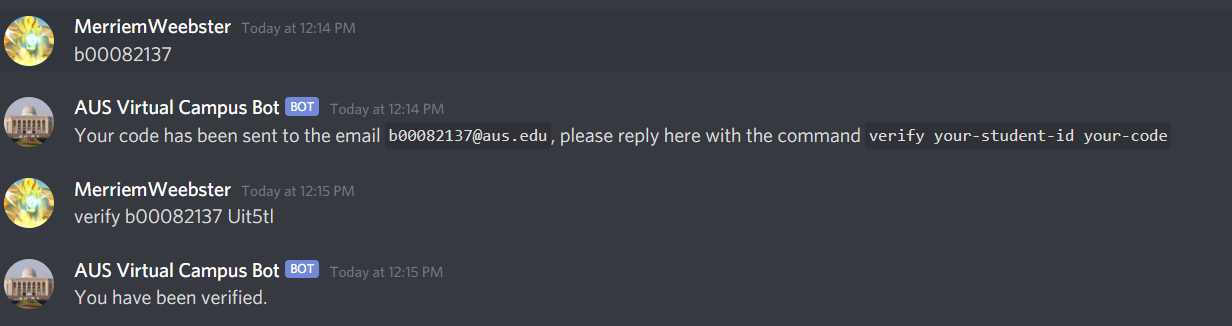 MerriemWeebster Today at 12:14 PM
b00082137
AUS Virtual Campus Bot BOT Today at 12:14 PM
Your code has been sent to the email b00082137@aus.edu, please reply here with the command verify your-student-id your-code
MerriemWeebster Today at 12:15 PM
verify b00082137 Uit5tl
AUS Virtual Campus Bot BOT Today at 12:15 PM
You have been verified.